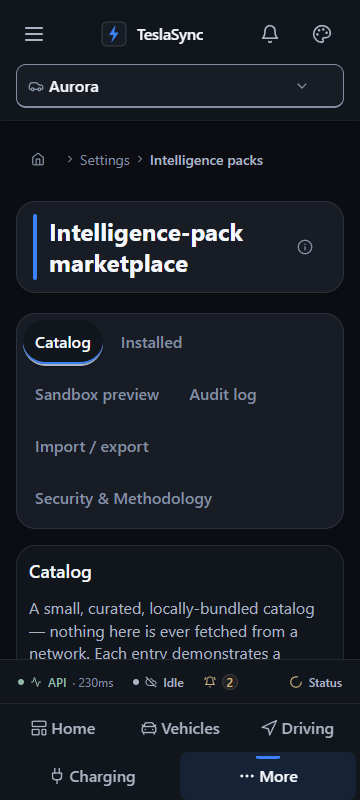 TeslaSync
Aurora
Settings Intelligence packs
Intelligence-pack
marketplace
Catalog Installed
Sandbox preview Audit log
Import / export
Security & Methodology
Catalog
A small, curated, locally-bundled catalog
— nothing here is ever fetched from a
network. Each entry demonstrates a
API · 230ms Idle 2 Status
Home Vehicles Driving
Charging More